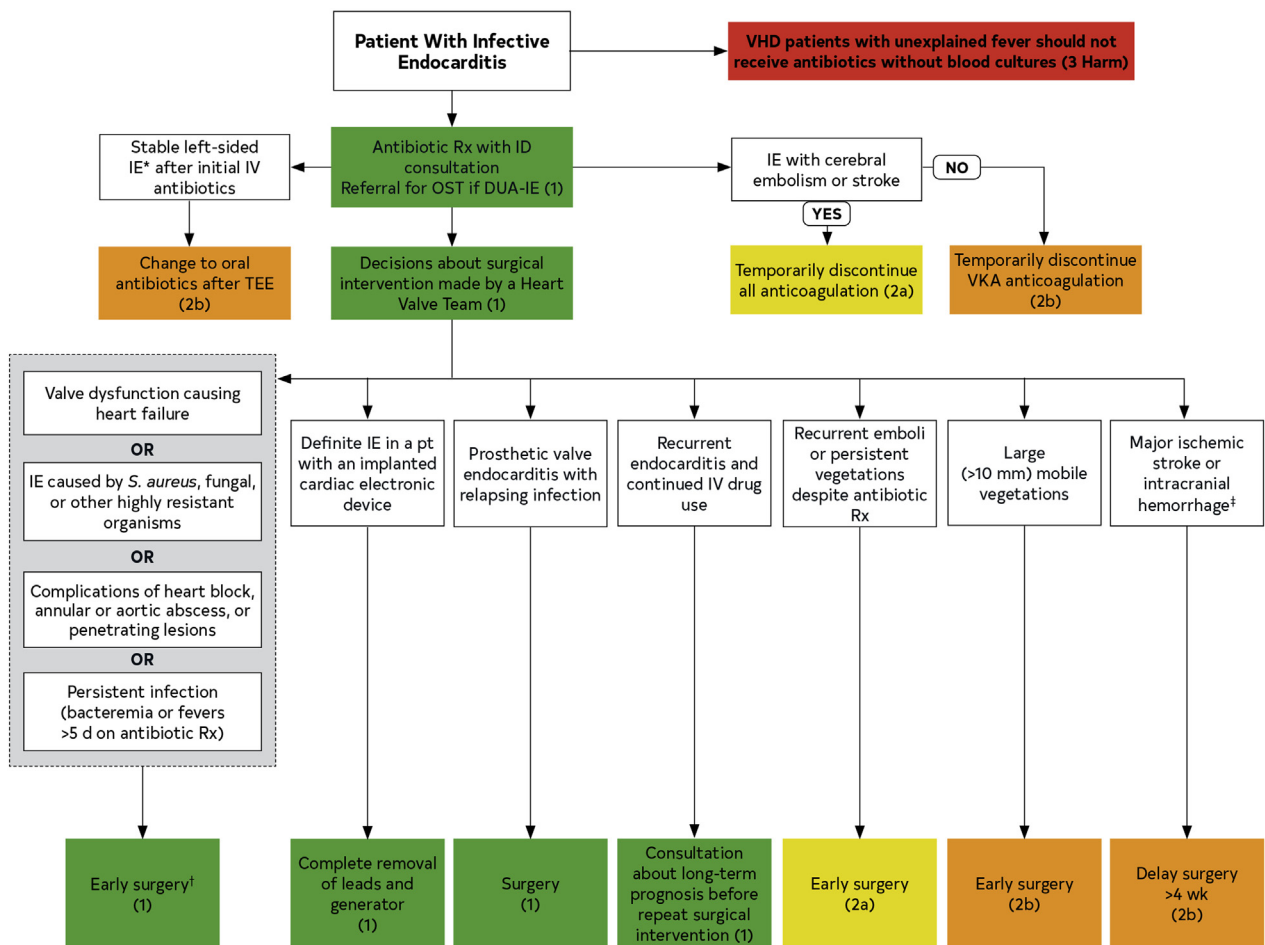 Patient With Infective
Endocarditis
VHD patients with unexplained fever should not
receive antibiotics without blood cultures (3 Harm)
Stable left-sided
IE* after initial IV
antibiotics
Antibiotic Rx with ID
consultation
Referral for OST if DUA-IE (1)
IE with cerebral
embolism or stroke
NO
YES
Change to oral
antibiotics after TEE
(2b)
Decisions about surgical
intervention made by a Heart
Valve Team (1)
Temporarily discontinue
all anticoagulation (2a)
Temporarily discontinue
VKA anticoagulation
(2b)
Valve dysfunction causing
heart failure
OR
IE caused by S. aureus, fungal,
or other highly resistant
organisms
OR
Complications of heart block,
annular or aortic abscess, or
penetrating lesions
OR
Persistent infection
(bacteremia or fevers
>5 d on antibiotic Rx)
Definite IE in a pt
with an implanted
cardiac electronic
device
Prosthetic valve
endocarditis with
relapsing infection
Recurrent
endocarditis and
continued IV drug
use
Recurrent emboli
or persistent
vegetations
despite antibiotic
Rx
Large
(>10 mm) mobile
vegetations
Major ischemic
stroke or
intracranial
hemorrhage‡
Early surgery†
(1)
Complete removal
of leads and
generator
(1)
Surgery
(1)
Consultation
about long-term
prognosis before
repeat surgical
intervention (1)
Early surgery
(2a)
Early surgery
(2b)
Delay surgery
>4 wk
(2b)